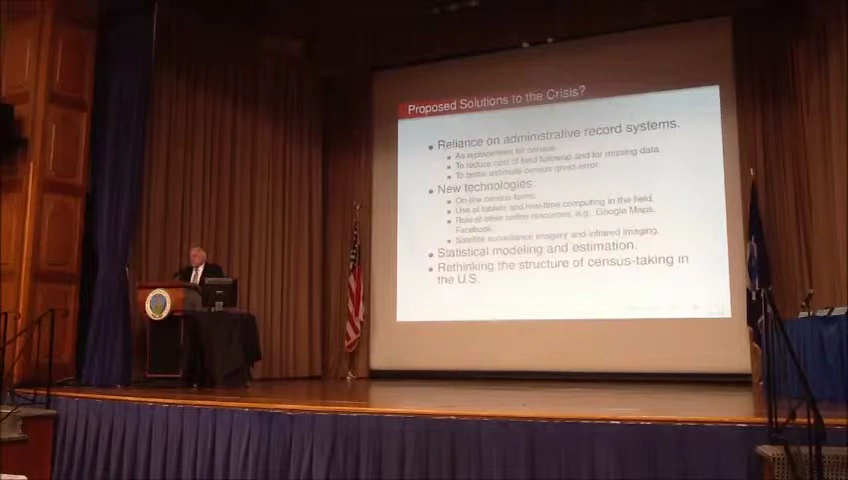 Proposed Solutions to the Crisis?
Reliance on administrative record systems.
As replacement for census.
To reduce cost of field followup and for missing data.
To better estimate census gross error.
New technologies.
On-line census forms.
Use of tablets and real-time computing in the field.
Role of other online resources, e.g., Google Maps.
Facebook.
Satellite surveillance imagery and infrared imaging.
Statistical modeling and estimation.
Rethinking the structure of census-taking in
the U.S.